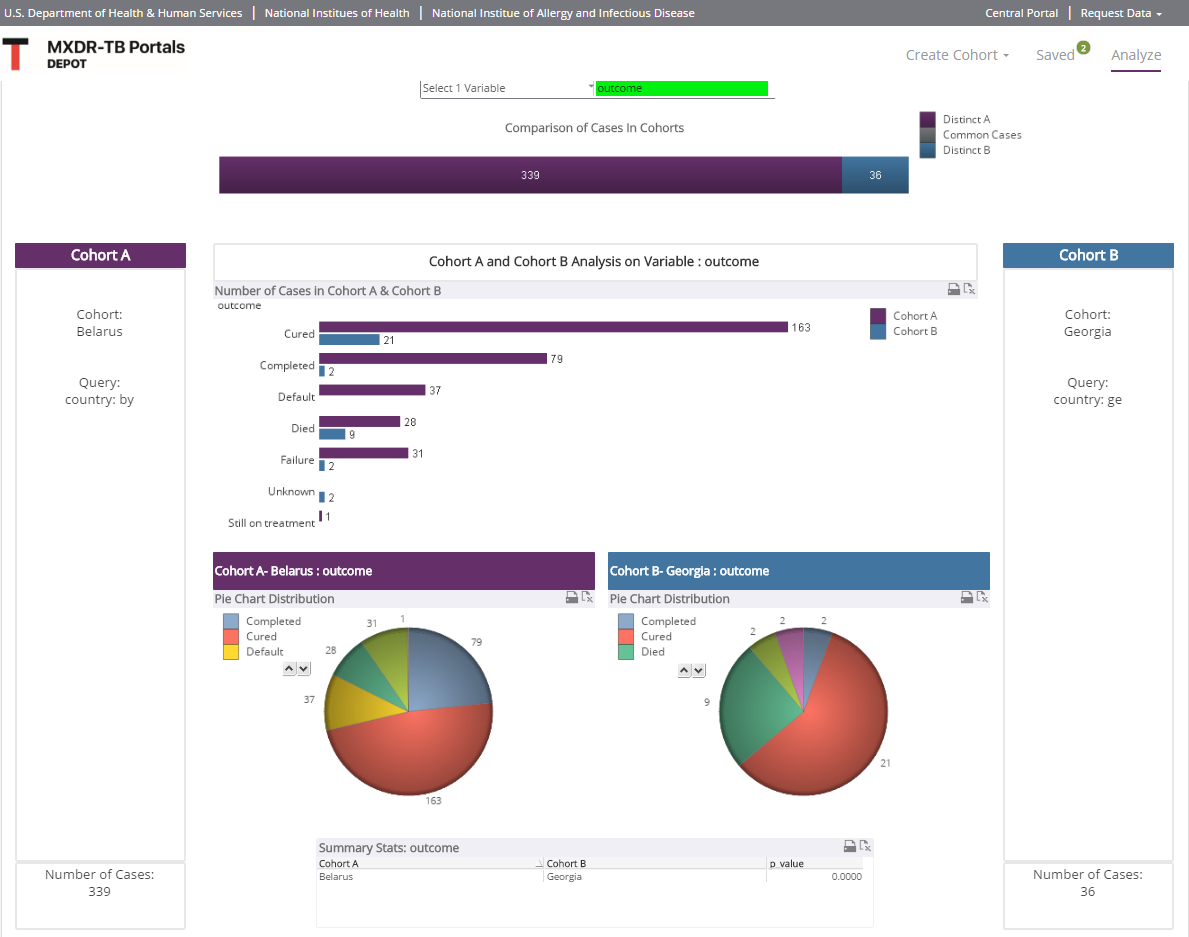 U.S. Department of Health & Human Services | National Institues of Health | National Institue of Allergy and Infectious Disease Central Portal | Request Data
MXDR-TB Portals
DEPOT
Create Cohort Saved 2 Analyze
Select 1 Variable outcome
Comparison of Cases In Cohorts
Distinct A
Common Cases
Distinct B
339 36
Cohort A
Cohort:
Belarus
Query:
country: by
Number of Cases:
339
Cohort A and Cohort B Analysis on Variable : outcome
Number of Cases in Cohort A & Cohort B
outcome
Cohort A
Cohort B
Cured 163
21
Completed 79
2
Default 37
Died 28
9
Failure 31
2
Unknown 2
Still on treatment 1
Cohort A- Belarus : outcome
Pie Chart Distribution
Completed
Cured
Default
1
79
163
37
28
31
Cohort B- Georgia : outcome
Pie Chart Distribution
Completed
Cured
Died
2
21
9
2
2
Summary Stats: outcome
Cohort A Cohort B p_value
Belarus Georgia 0.0000
Cohort B
Cohort:
Georgia
Query:
country: ge
Number of Cases:
36